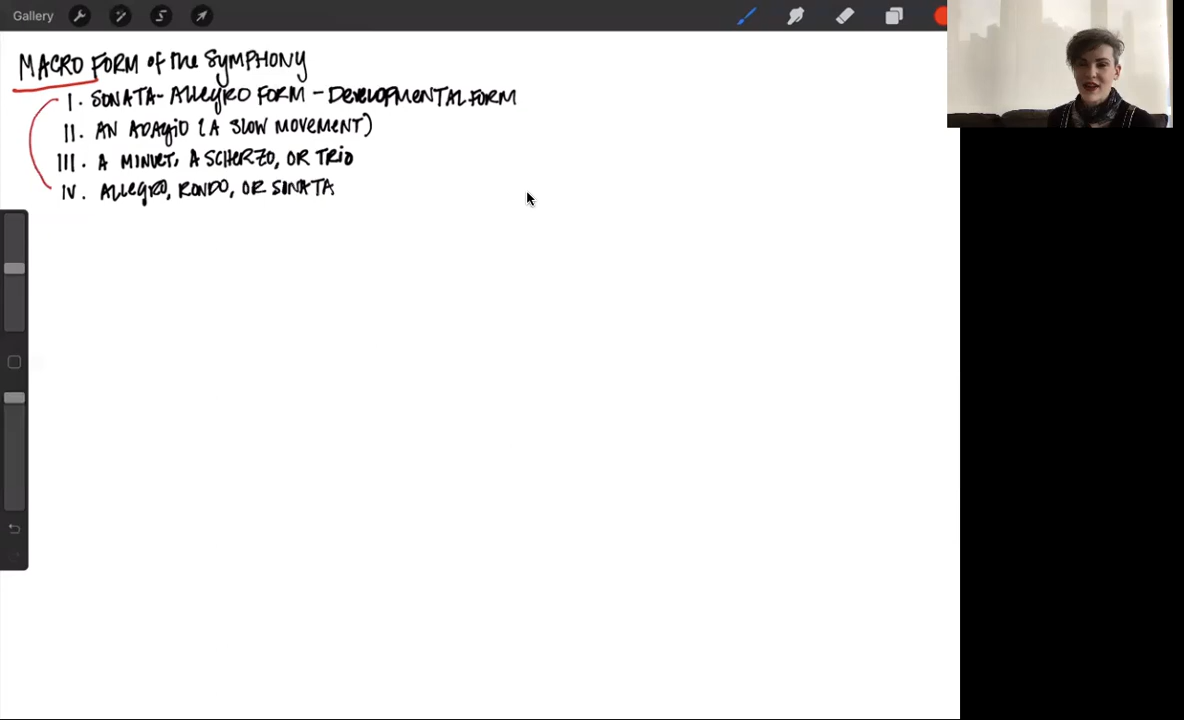 Gallery
MACRO FORM of the SYMPHONY
I. SONATA-ALLEGRO FORM - DEVELOPMENTAL FORM
II. AN ADAGIO (A SLOW MOVEMENT)
III. A MINUET, A SCHERZO, OR TRIO
IV. ALLEGRO, RONDO, OR SONATA